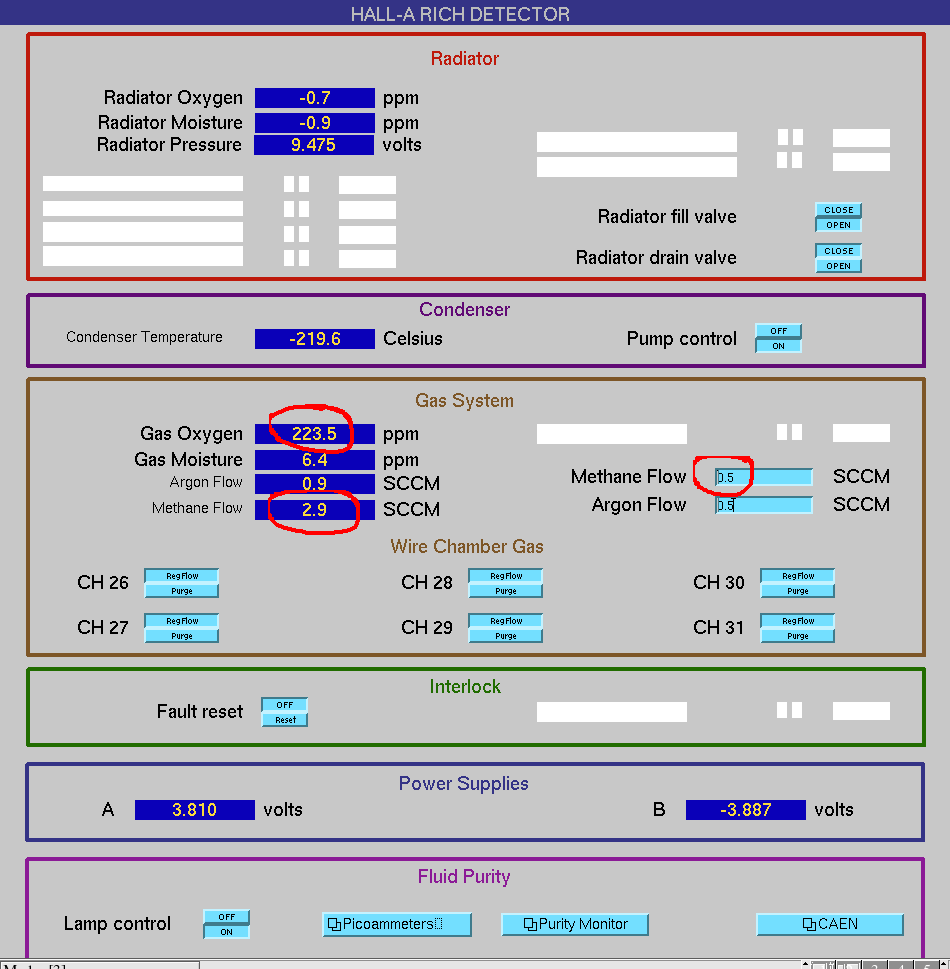 HALL-A RICH DETECTOR
Radiator
Radiator Oxygen -0.7 ppm
Radiator Moisture -0.9 ppm
Radiator Pressure 9.475 volts
Radiator fill valve CLOSE
OPEN
Radiator drain valve CLOSE
OPEN
Condenser
Condenser Temperature -219.6 Celsius Pump control OFF
ON
Gas System
Gas Oxygen 223.5 ppm
Gas Moisture 6.4 ppm
Argon Flow 0.9 SCCM
Methane Flow 2.9 SCCM
Methane Flow 0.5 SCCM
Argon Flow 0.5 SCCM
Wire Chamber Gas
CH 26 RegFlow CH 28 RegFlow CH 30 RegFlow
Purge Purge Purge
CH 27 RegFlow CH 29 RegFlow CH 31 RegFlow
Purge Purge Purge
Interlock
Fault reset OFF
Reset
Power Supplies
A 3.810 volts B -3.887 volts
Fluid Purity
Lamp control OFF
ON
Picoammeters Purity Monitor CAEN